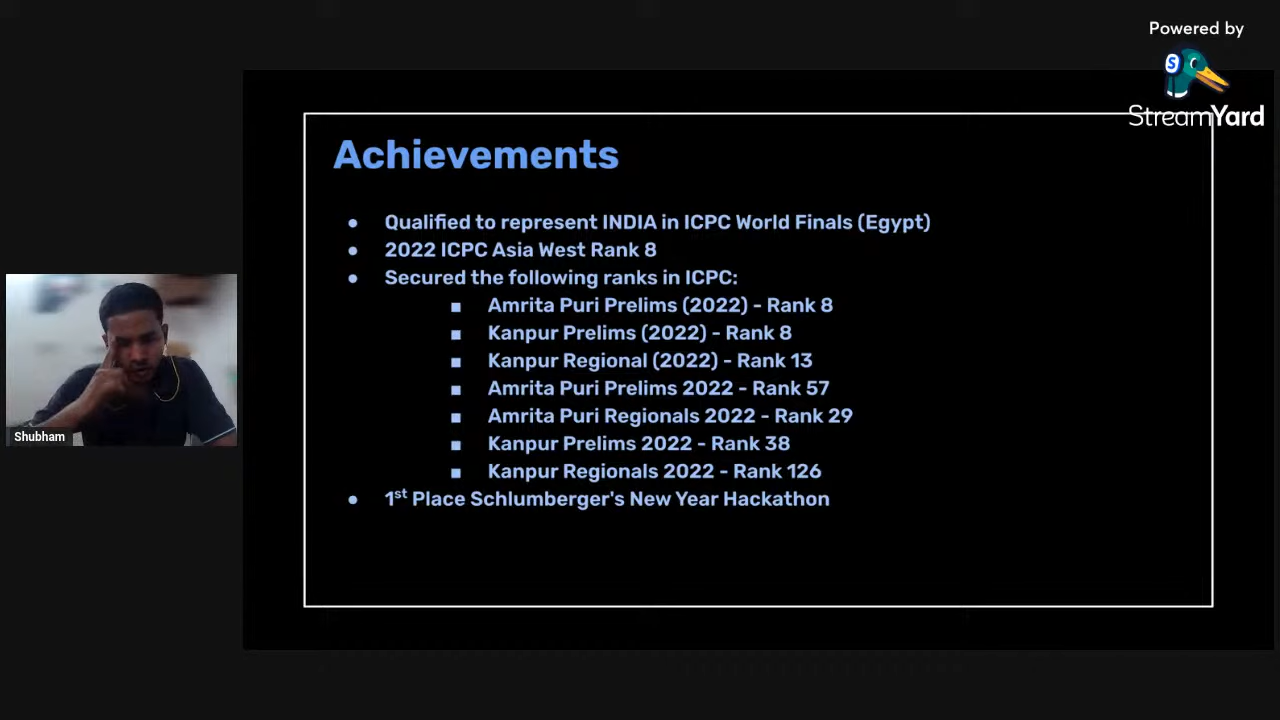 Powered by
StreamYard
Achievements
● Qualified to represent INDIA in ICPC World Finals (Egypt)
● 2022 ICPC Asia West Rank 8
● Secured the following ranks in ICPC:
■ Amrita Puri Prelims (2022) - Rank 8
■ Kanpur Prelims (2022) - Rank 8
■ Kanpur Regional (2022) - Rank 13
■ Amrita Puri Prelims 2022 - Rank 57
■ Amrita Puri Regionals 2022 - Rank 29
■ Kanpur Prelims 2022 - Rank 38
■ Kanpur Regionals 2022 - Rank 126
● 1st Place Schlumberger's New Year Hackathon
Shubham